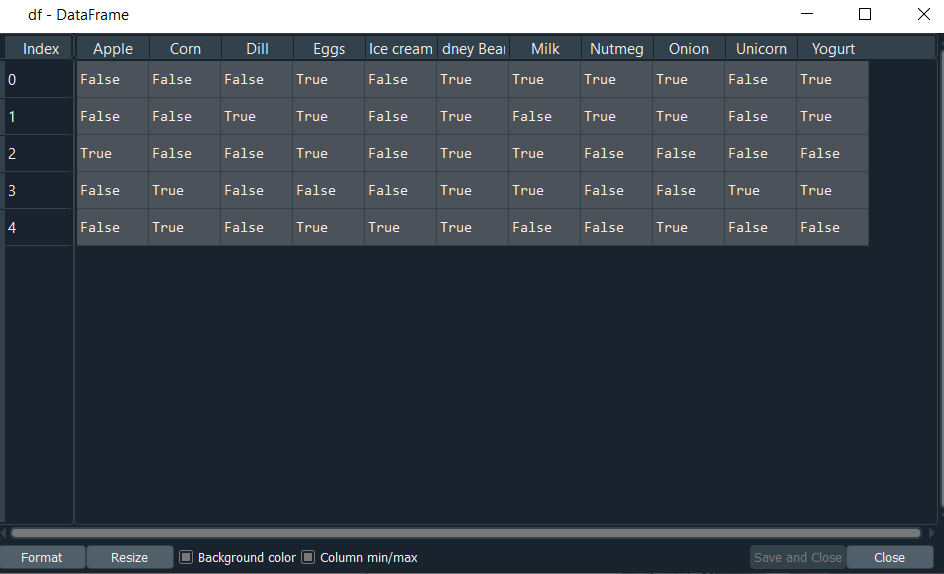 df - DataFrame
Index Apple Corn Dill Eggs Ice cream dney Bear Milk Nutmeg Onion Unicorn Yogurt
0 False False False True False True True True True False True
1 False False True True False True False True True False True
2 True False False True False True True False False False False
3 False True False False False True True False False True True
4 False True False True True True False False True False False
Format Resize Background color Column min/max Save and Close Close